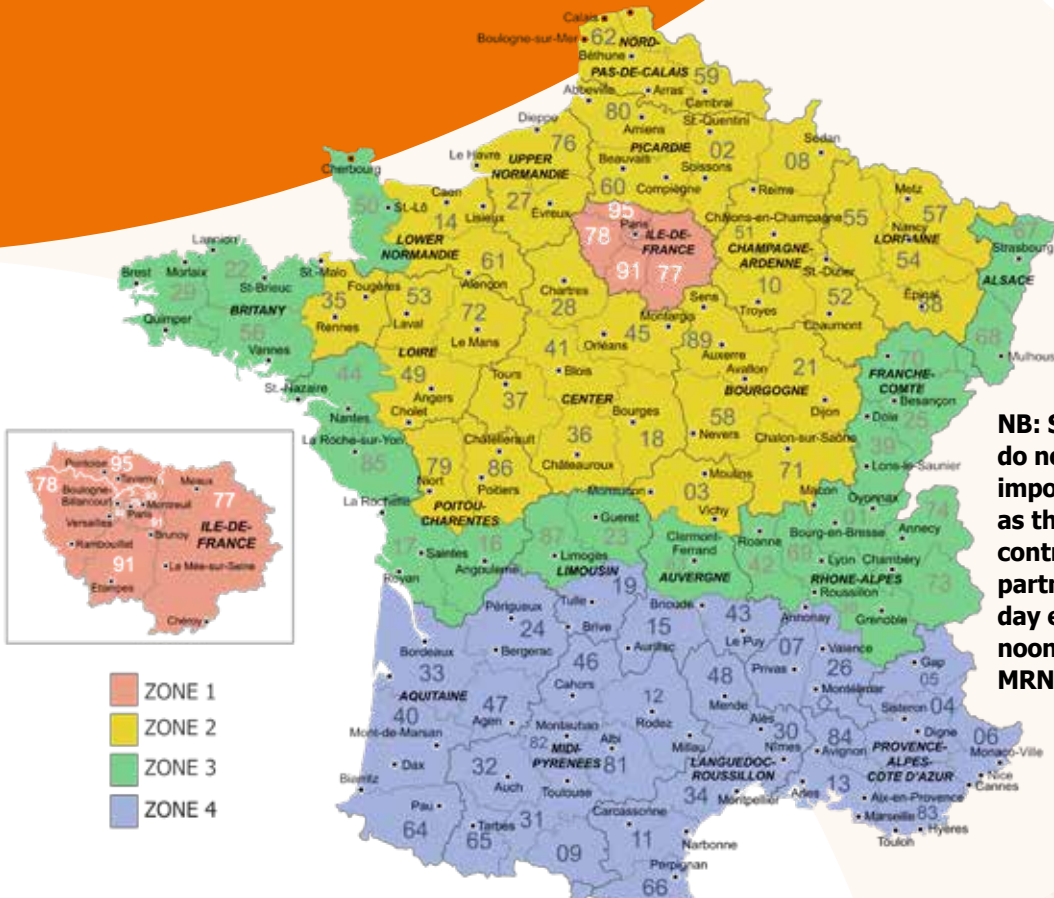 Calais
Boulogne-sur-Mer
62
NORD-
Béthune
PAS-DE-CALAIS
59
Abbeville
Arras
Cambrai
Dieppe
80
St.-Quentini
Amiens
Sedan
76
PICARDIE
Le Havre
UPPER
NORMANDIE
Beauvais
02
08
Soissons
Cherbourg
60
Compiègne
Reims
Metz
Caen
27
50
St.-Lô
14
Lisieux
Évreux
95
Paris
Châlons-en-Champagne
55
57
67
78
ILE-DE-
FRANCE
51
Nancy
LORRAINE
Strasbourg
LOWER
NORMANDIE
CHAMPAGNE-
ARDENNE
Lannion
61
91
77
St.-Dizier
54
ALSACE
Brest
Morlaix
22
St.-Malo
Alençon
Chartres
10
52
Épinal
88
St-Brieuc
Fougères
53
28
Sens
Troyes
29
35
BRITANY
72
Montargis
Chaumont
68
Quimper
Rennes
Laval
45
89
56
Le Mans
41
Orléans
Auxerre
Mulhous
Vannes
LOIRE
70
44
Blois
Avallon
21
FRANCHE-
COMTE
St.-Nazaire
49
Tours
BOURGOGNE
Besançon
Angers
37
CENTER
Dijon
Nantes
Cholet
Bourges
58
Dole
25
La Roche-sur-Yon
Châtellerault
36
18
Nevers
Chalon-sur-Saône
39
85
79
86
Châteauroux
Lons-le-Saunier
Niort
Poitiers
Moulins
71
La Rochelle
POITOU-
CHARENTES
Montlucon
03
Macon
Oyonnax
Vichy
01
74
Gueret
Bourg-en-Bresse
Annecy
17
16
87
23
Clermont-
Ferrand
Roanne
Saintes
Limoges
69
Lyon
Chambéry
Royan
Angouleme
LIMOUSIN
63
42
RHONE-ALPES
73
AUVERGNE
Roussillon
19
38
Périgueux
Tulle
Brioude
43
Annonay
Grenoble
24
Brive
15
Le Puy
07
Valence
Bordeaux
Bergerac
Aurillac
Privas
26
Gap
05
33
46
48
Montélimar
AQUITAINE
Cahors
12
Mende
Sisteron
04
40
47
Agen
Rodez
Alès
Digne
Mont-de-Marsan
Montauban
30
84
06
82
MIDI-
PYRENEES
Albi
Millau
Nîmes
Avignon
PROVENCE-
ALPES-
COTE D'AZUR
Monaco-Ville
Dax
32
81
LANGUEDOC-
ROUSSILLON
Nice
Biarritz
Auch
13
Cannes
Toulouse
34
Montpellier
Arles
Aix-en-Provence
Pau
Carcassonne
Marseille
83
64
Tarbes
31
Hyeres
65
11
Narbonne
Touloh
09
Perpignan
66
78
Pontoise
95
Taverny
Meaux
77
Boulogne-
Billancourt
Montreuil
Paris
Versailles
ILE-DE-
FRANCE
Rambouillet
Brunoy
91
La Mée-sur-Seine
Etampes
Chéroy
ZONE 1
ZONE 2
ZONE 3
ZONE 4
NB: S
do no
impo
as th
contr
partn
day e
noon
MRN